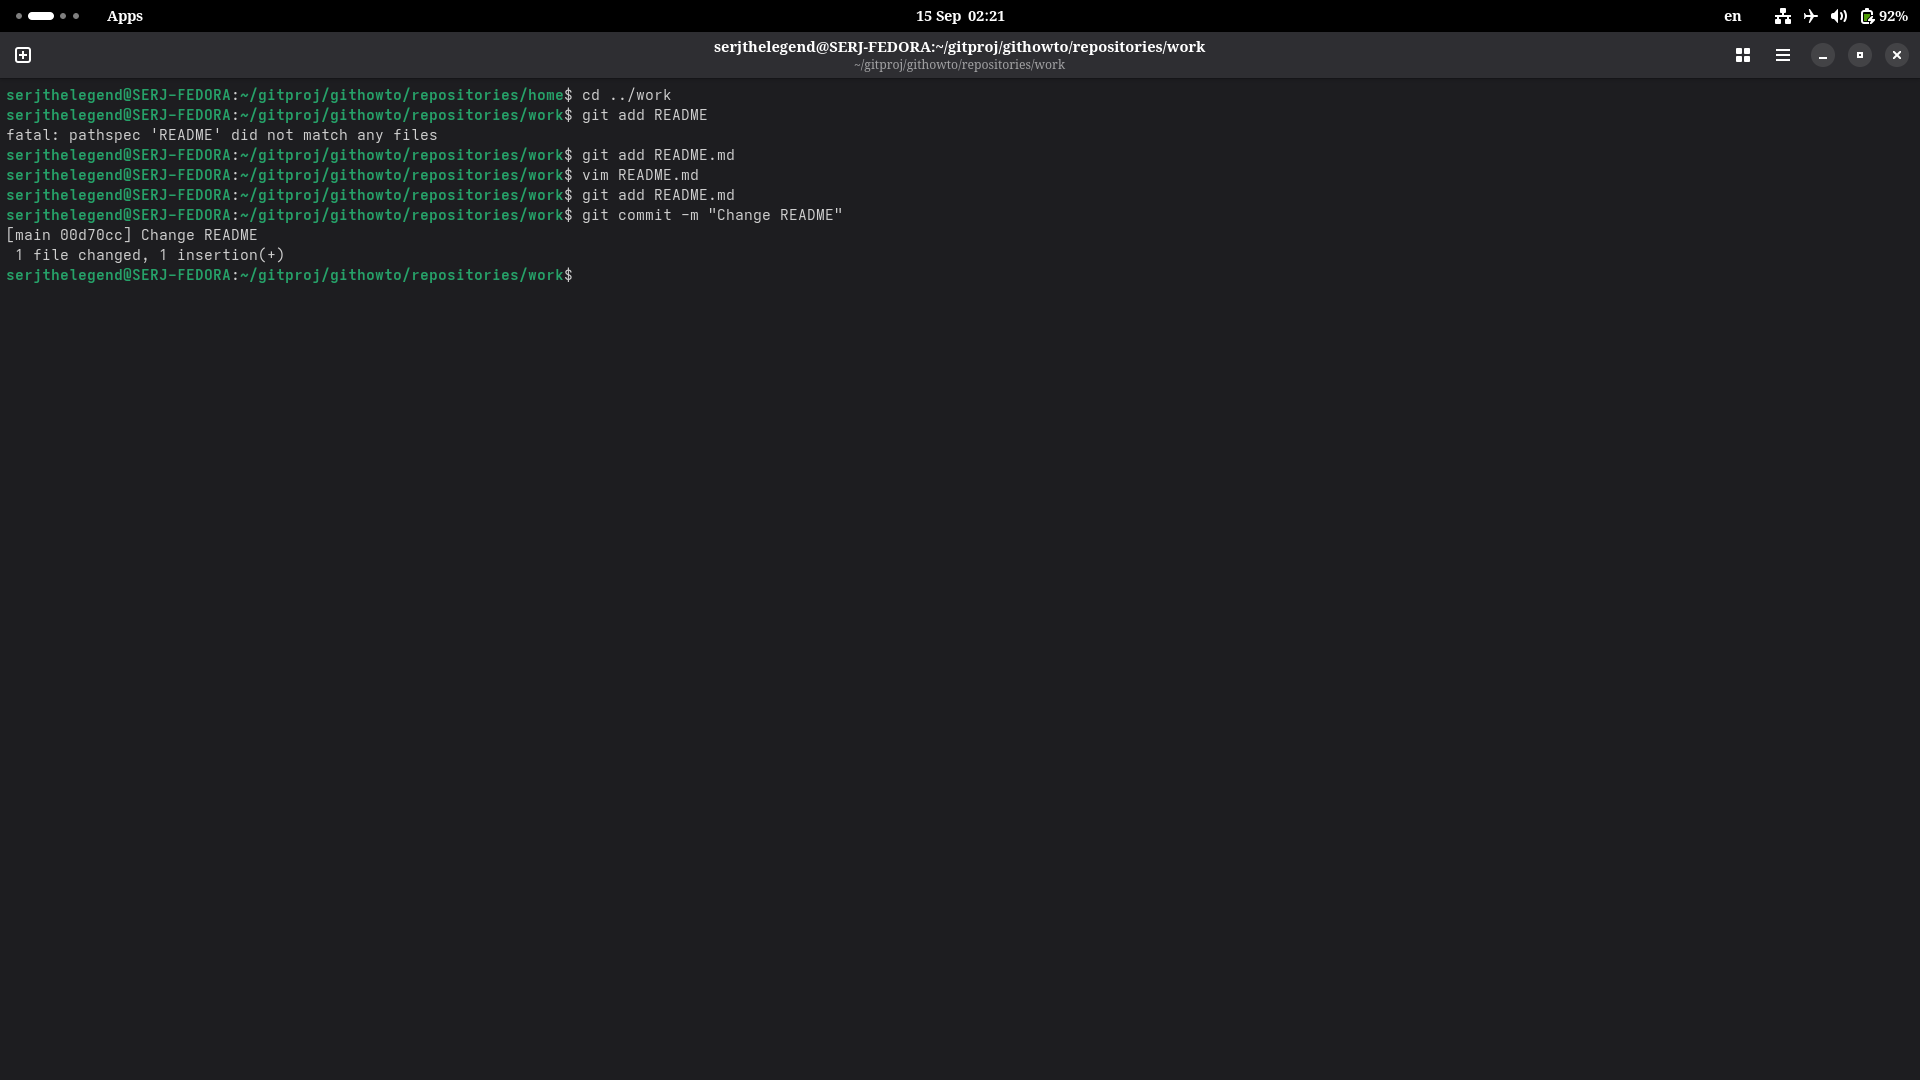 Apps
15 Sep 02:21
en
92%
serjthelegend@SERJ-FEDORA:~/gitproj/githowto/repositories/work
~/gitproj/githowto/repositories/work
serjthelegend@SERJ-FEDORA:~/gitproj/githowto/repositories/home$ cd ../work
serjthelegend@SERJ-FEDORA:~/gitproj/githowto/repositories/work$ git add README
fatal: pathspec 'README' did not match any files
serjthelegend@SERJ-FEDORA:~/gitproj/githowto/repositories/work$ git add README.md
serjthelegend@SERJ-FEDORA:~/gitproj/githowto/repositories/work$ vim README.md
serjthelegend@SERJ-FEDORA:~/gitproj/githowto/repositories/work$ git add README.md
serjthelegend@SERJ-FEDORA:~/gitproj/githowto/repositories/work$ git commit -m "Change README"
[main 00d70cc] Change README
 1 file changed, 1 insertion(+)
serjthelegend@SERJ-FEDORA:~/gitproj/githowto/repositories/work$